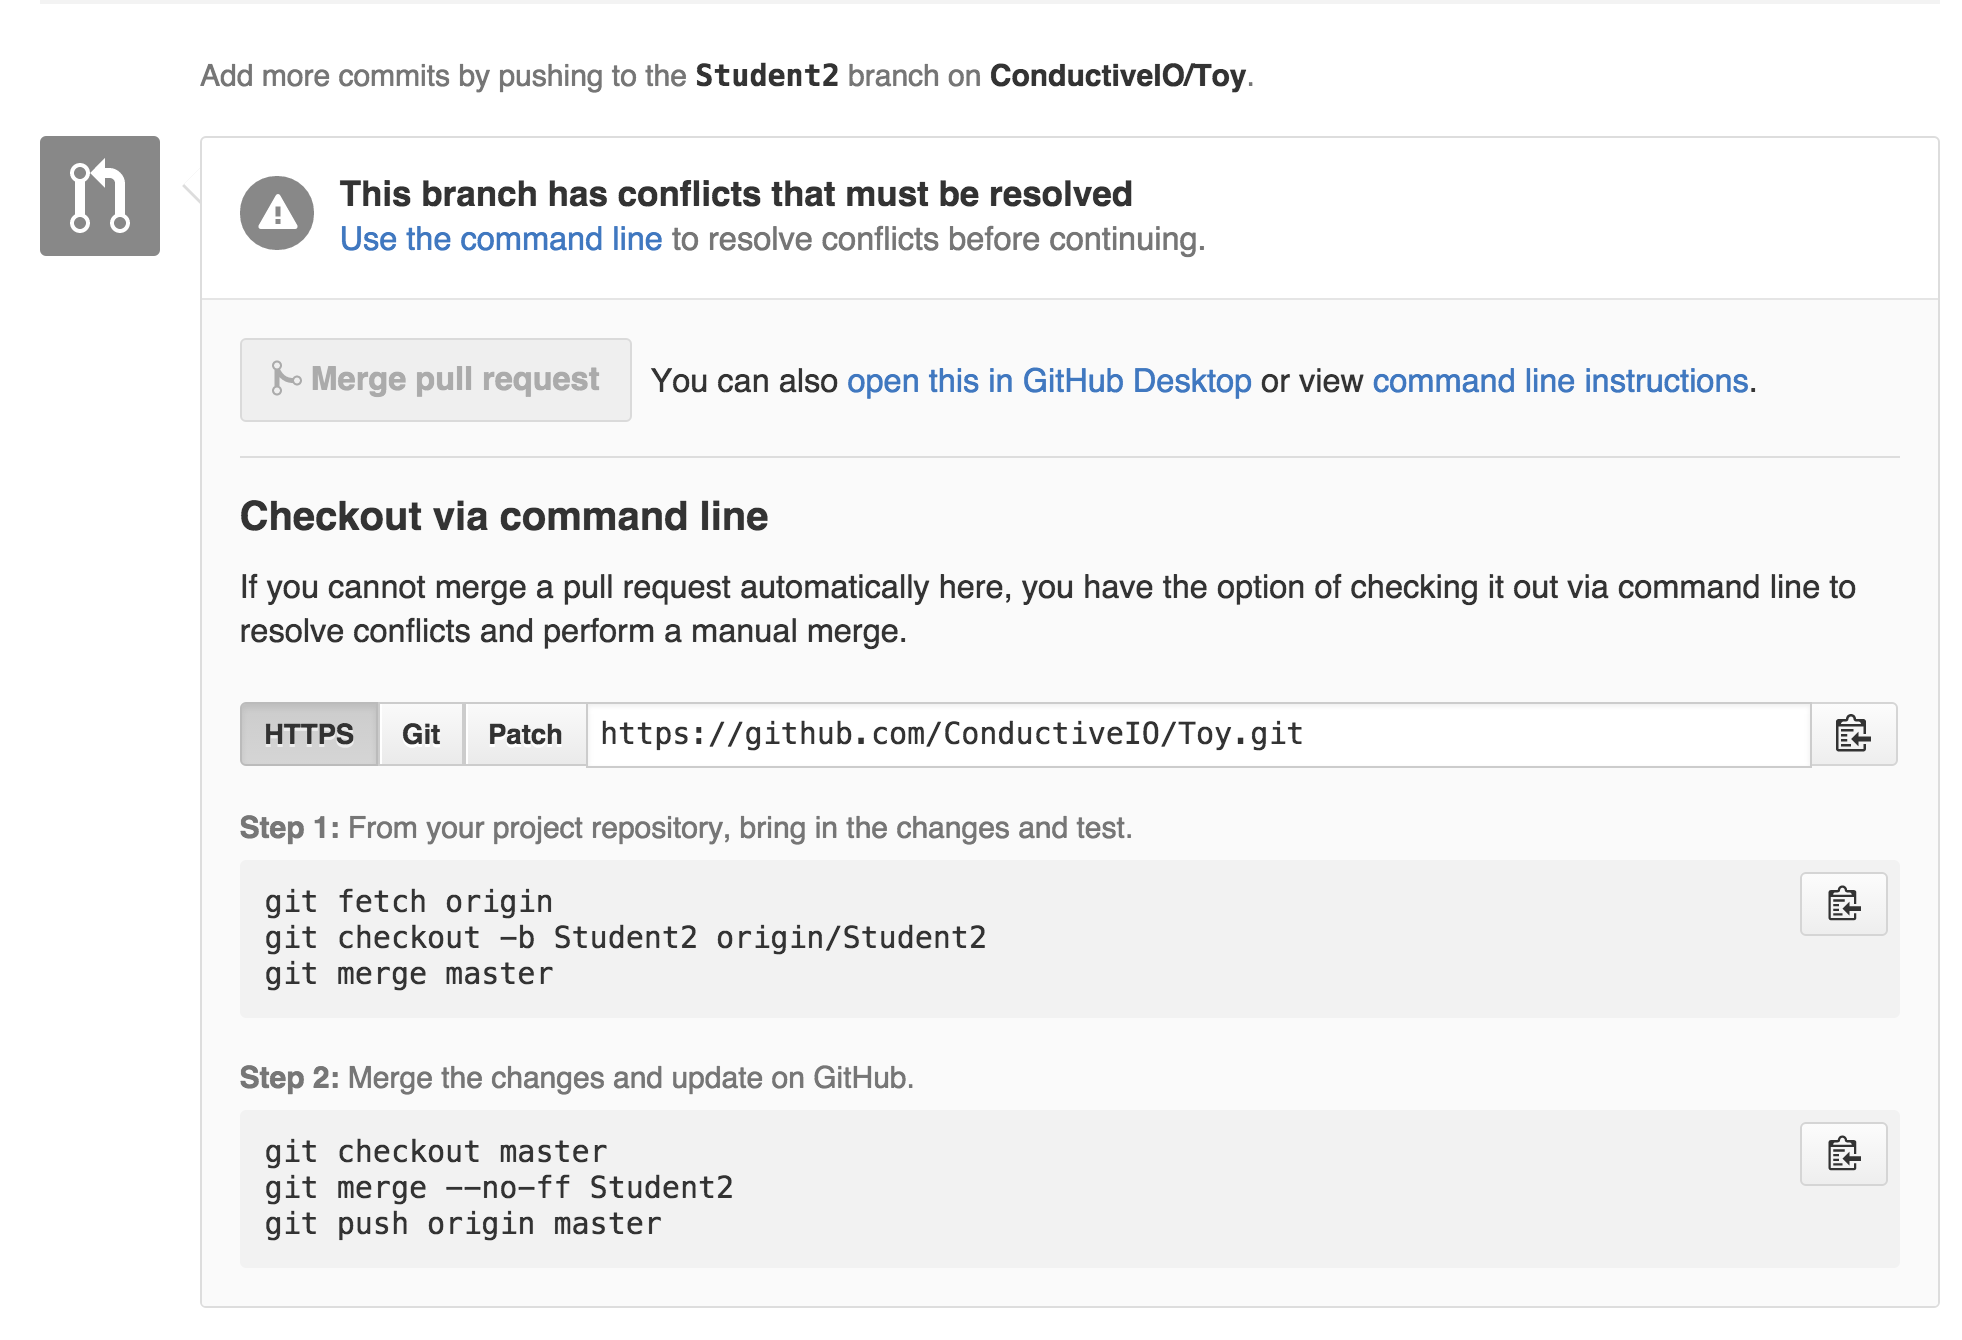 Add more commits by pushing to the Student2 branch on ConductiveIO/Toy.
This branch has conflicts that must be resolved
Use the command line to resolve conflicts before continuing.
Merge pull request
You can also open this in GitHub Desktop or view command line instructions.
Checkout via command line
If you cannot merge a pull request automatically here, you have the option of checking it out via command line to
resolve conflicts and perform a manual merge.
HTTPS Git Patch https://github.com/ConductiveIO/Toy.git
Step 1: From your project repository, bring in the changes and test.
git fetch origin
git checkout -b Student2 origin/Student2
git merge master
Step 2: Merge the changes and update on GitHub.
git checkout master
git merge --no-ff Student2
git push origin master